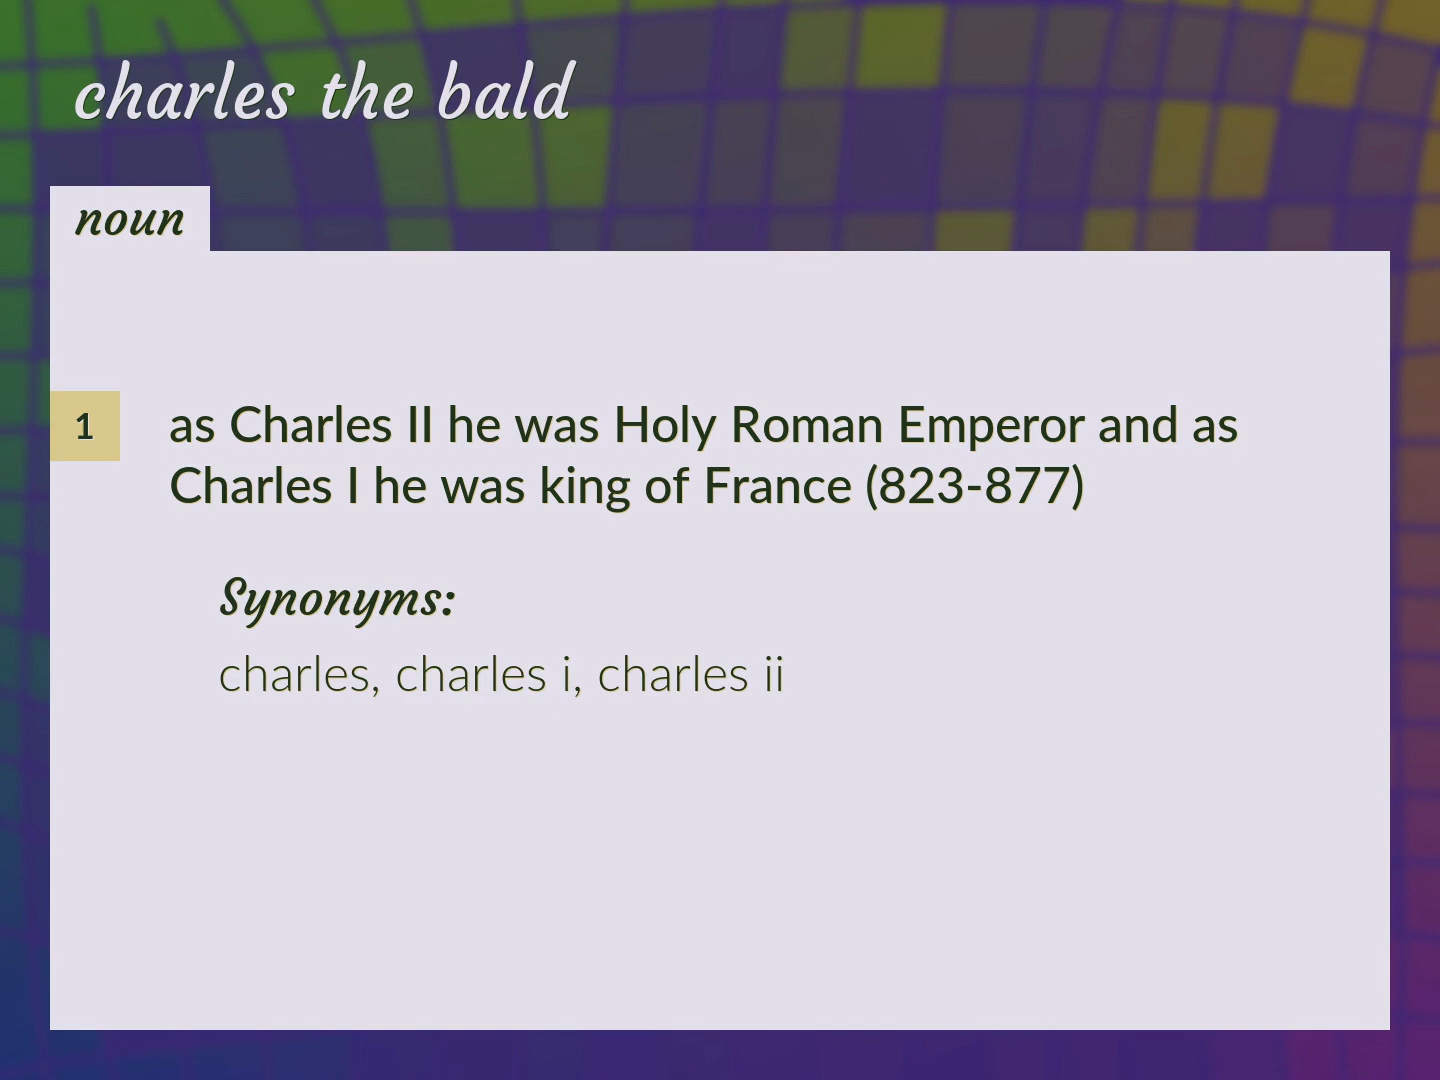 charles the bald
noun
1
as Charles II he was Holy Roman Emperor and as
Charles I he was king of France (823-877)
Synonyms:
charles, charles i, charles ii